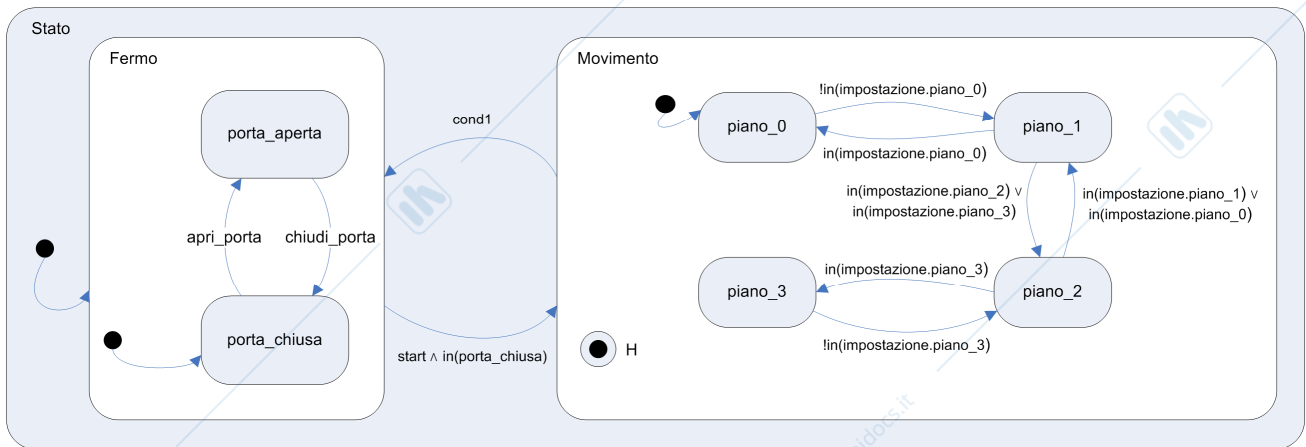 Stato
Fermo
porta_aperta
apri_porta
chiudi_porta
porta_chiusa
cond1
start ∧ in(porta_chiusa)
Movimento
piano_0
!in(impostazione.piano_0)
in(impostazione.piano_0)
piano_1
in(impostazione.piano_2) ∨
in(impostazione.piano_3)
in(impostazione.piano_1) ∨
in(impostazione.piano_0)
piano_3
in(impostazione.piano_3)
!in(impostazione.piano_3)
piano_2
H